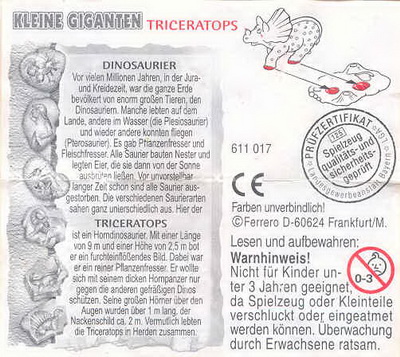 KLEINE GIGANTEN TRICERATOPS
DINOSAURIER
Vor vielen Millionen Jahren, in der Jura-
und Kreidezeit, war die ganze Erde
bevölkert von enorm großen Tieren, den
Dinosauriern. Manche lebten auf dem
Lande, andere im Wasser (die Plesiosaurier)
und wieder andere konnten fliegen
(Pterosaurier). Es gab Pflanzenfresser und
Fleischfresser. Alle Saurier bauten Nester und
legten Eier, die sie dann von der Sonne
ausbrüten ließen. Vor unvorstellbar
langer Zeit schon sind alle Saurier aus-
gestorben. Die verschiedenen Saurierarten
sahen ganz unterschiedlich aus. Hier der
TRICERATOPS
ist ein Horndinosaurier. Mit einer Länge
von 9 m und einer Höhe von 2,5 m bot
er ein furchteinflößendes Bild. Dabei war
er ein reiner Pflanzenfresser. Er wollte
sich mit seinem dicken Hornpanzer nur
gegen die anderen gefräßigen Dinos
schützen. Seine großen Hörner über den
Augen wurden über 1 m lang, der
Nackenschild ca. 2 m. Vermutlich lebten
die Triceratops in Herden zusammen.
611 017
PRÜFZERTIFIKAT
LGA
Landesgewerbeanstalt Bayern
Spielzeug
qualitäts- und
sicherheits-
geprüft
CE
Farben unverbindlich!
©Ferrero D-60624 Frankfurt/M.
Lesen und aufbewahren:
Warnhinweis!
Nicht für Kinder un-
ter 3 Jahren geeignet,
da Spielzeug oder Kleinteile
verschluckt oder eingeatmet
werden können. Überwachung
durch Erwachsene ratsam.
0-3